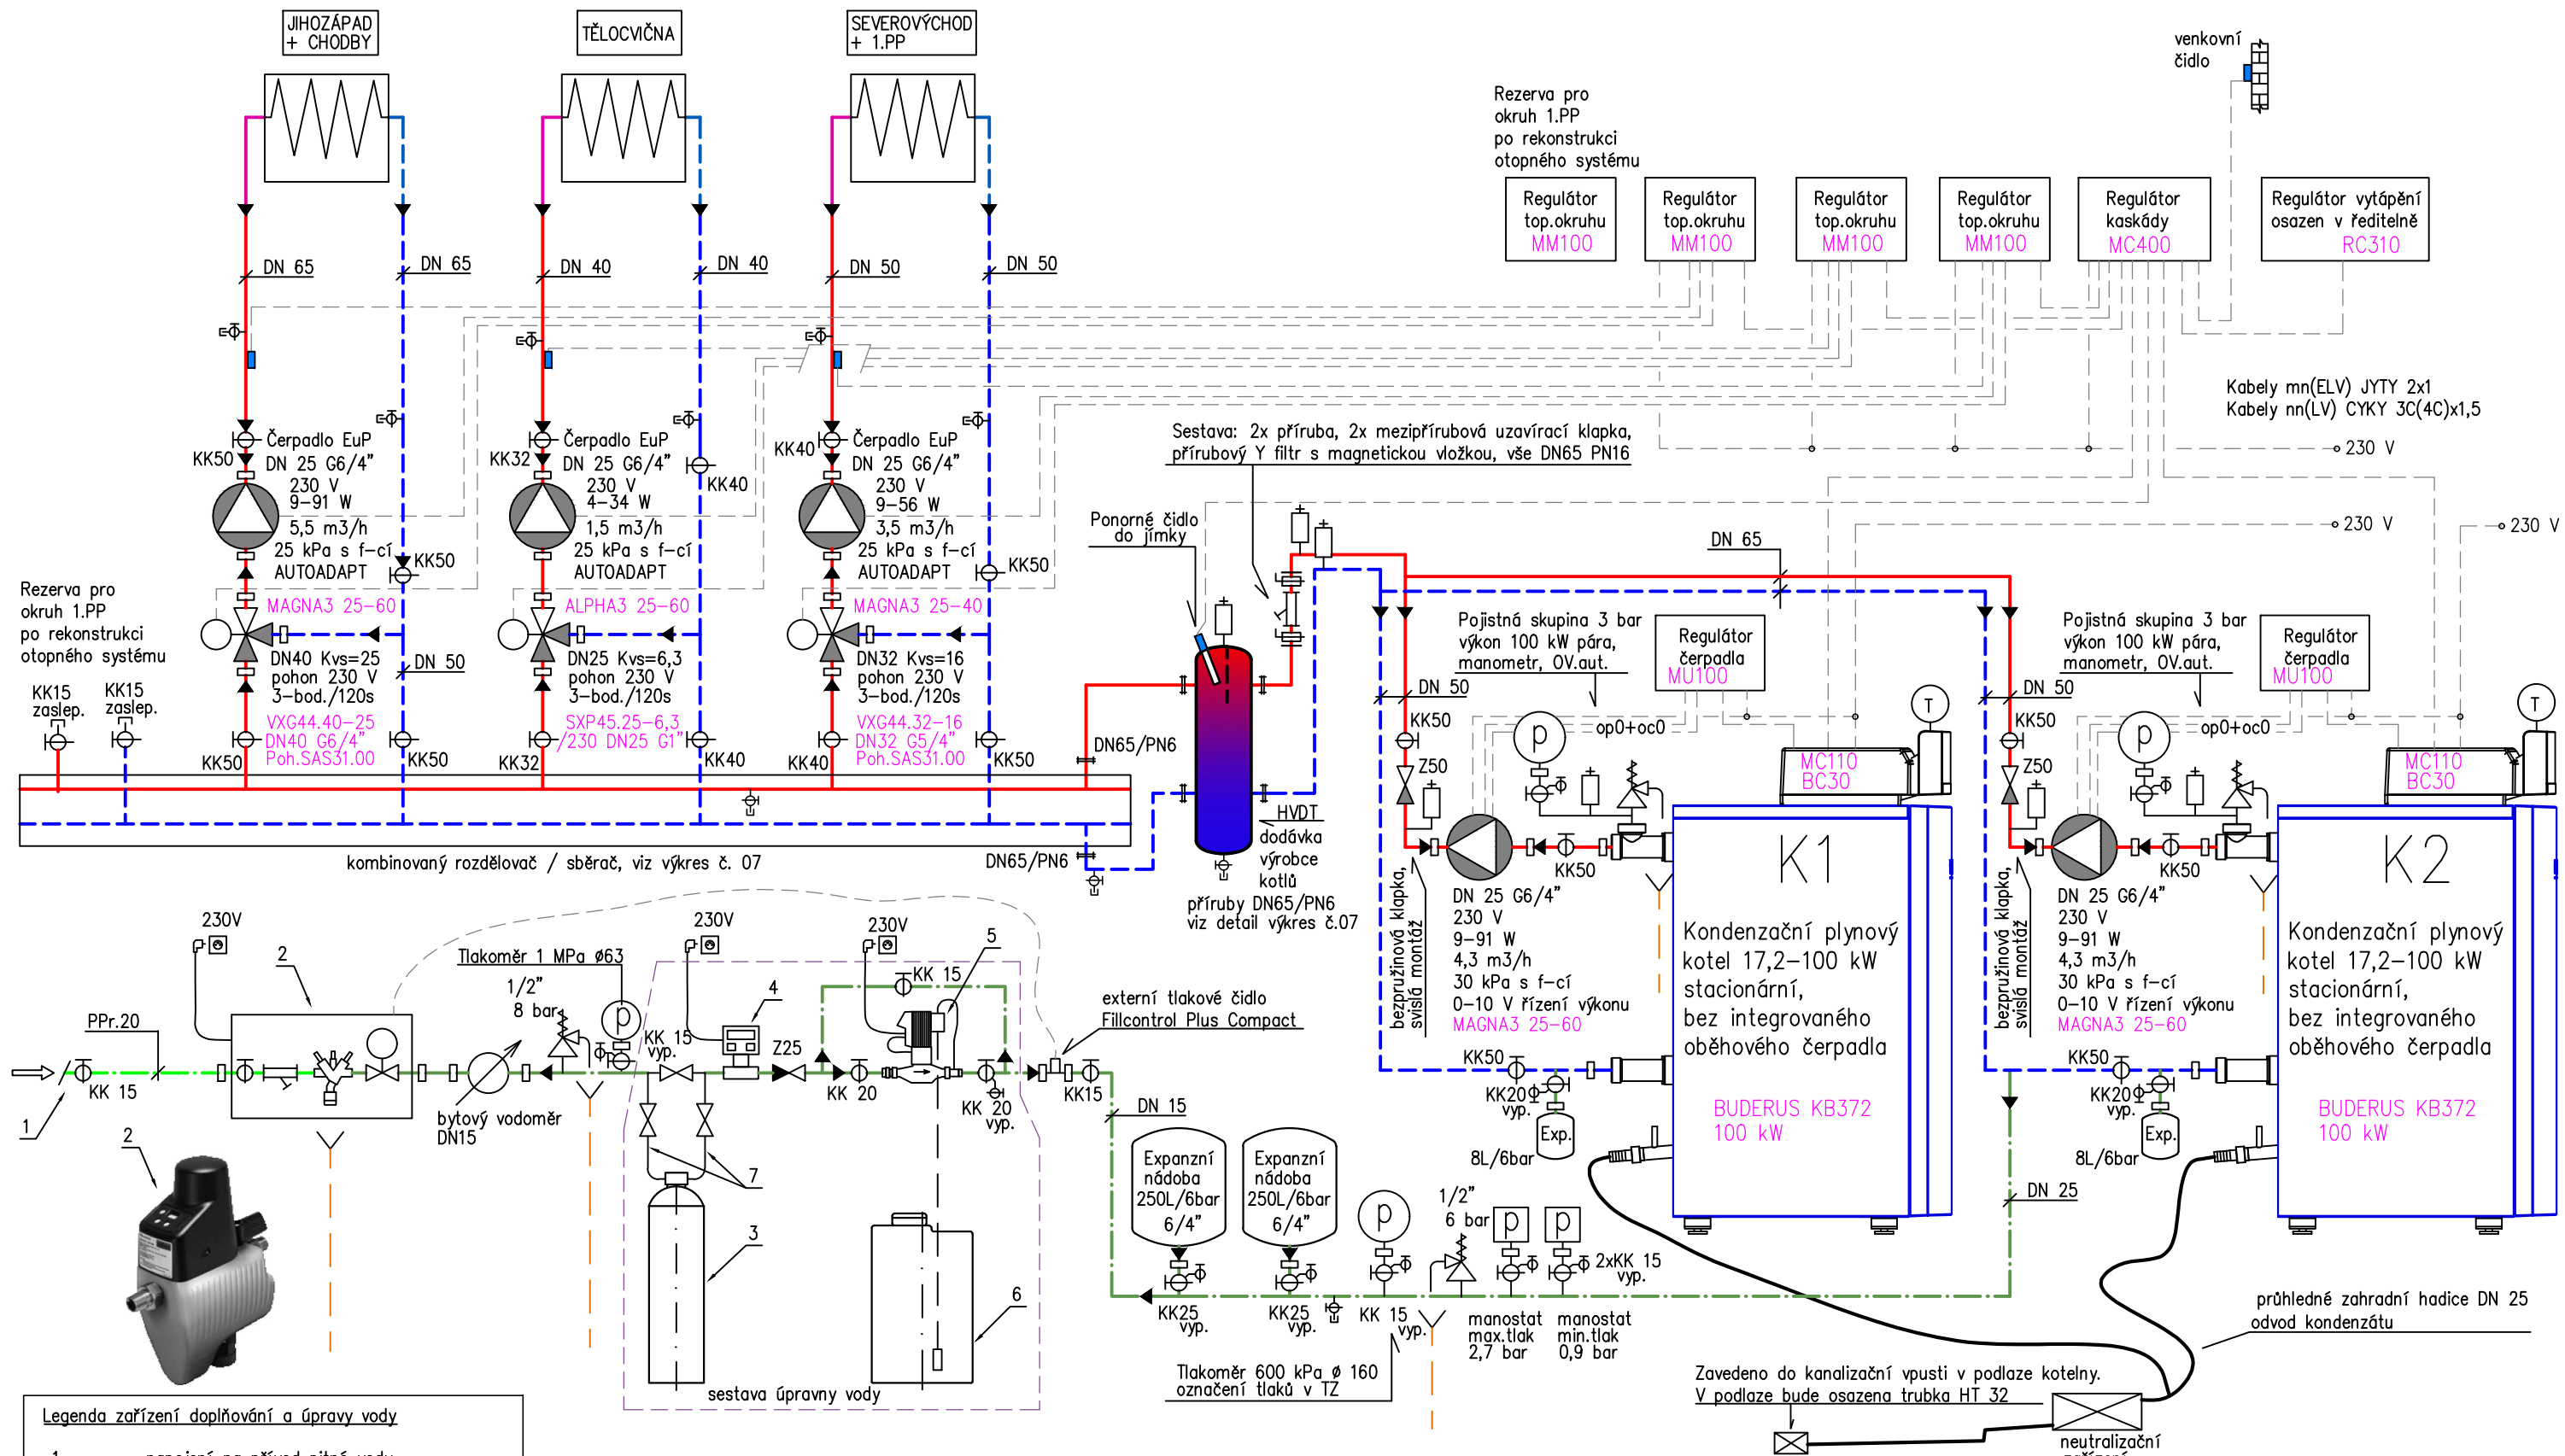 JIHOZÁPAD
+ CHODBY
TĚLOCVIČNA
SEVEROVÝCHOD
+ 1.PP
venkovní
čidlo
Rezerva pro
okruh 1.PP
po rekonstrukci
otopného systému
Regulátor
top.okruhu
MM100
Regulátor
top.okruhu
MM100
Regulátor
top.okruhu
MM100
Regulátor
top.okruhu
MM100
Regulátor
kaskády
MC400
Regulátor vytápění
osazen v ředitelně
RC310
DN 65
DN 65
DN 40
DN 40
DN 50
DN 50
Kabely mn(ELV) JYTY 2x1
Kabely nn(LV) CYKY 3C(4C)x1,5
230 V
230 V
230 V
Čerpadlo EuP
KK50
DN 25 G6/4"
230 V
9-91 W
5,5 m3/h
25 kPa s f-cí
AUTOADAPT
MAGNA3 25-60
KK50
Čerpadlo EuP
KK32
DN 25 G6/4"
230 V
4-34 W
1,5 m3/h
25 kPa s f-cí
AUTOADAPT
ALPHA3 25-60
KK40
Čerpadlo EuP
KK40
DN 25 G6/4"
230 V
9-56 W
3,5 m3/h
25 kPa s f-cí
AUTOADAPT
MAGNA3 25-40
KK50
Sestava: 2x příruba, 2x mezipřírubová uzavírací klapka,
přírubový Y filtr s magnetickou vložkou, vše DN65 PN16
Ponorné čidlo
do jímky
DN 65
Rezerva pro
okruh 1.PP
po rekonstrukci
otopného systému
KK15
zaslep.
KK15
zaslep.
DN40 Kvs=25
pohon 230 V
3-bod./120s
VXG44.40-25
DN40 G6/4"
Poh.SAS31.00
DN 50
KK50
KK50
DN25 Kvs=6,3
pohon 230 V
3-bod./120s
SXP45.25-6,3
/230 DN25 G1"
KK32
KK40
DN32 Kvs=16
pohon 230 V
3-bod./120s
VXG44.32-16
DN32 G5/4"
Poh.SAS31.00
KK40
KK50
DN65/PN6
DN65/PN6
kombinovaný rozdělovač / sběrač, viz výkres č. 07
HVDT
dodávka
výrobce
kotlů
příruby DN65/PN6
viz detail výkres č.07
Pojistná skupina 3 bar
výkon 100 kW pára,
manometr, OV.aut.
Regulátor
čerpadla
MU100
DN 50
KK50
p
op0+oc0
T
Z50
MC110
BC30
KK50
K1
bezpružinová klapka,
svislá montáž
DN 25 G6/4"
230 V
9-91 W
4,3 m3/h
30 kPa s f-cí
0-10 V řízení výkonu
MAGNA3 25-60
Kondenzační plynový
kotel 17,2-100 kW
stacionární,
bez integrovaného
oběhového čerpadla
BUDERUS KB372
100 kW
KK50
KK20
vyp.
Exp.
8L/6bar
Pojistná skupina 3 bar
výkon 100 kW pára,
manometr, OV.aut.
Regulátor
čerpadla
MU100
DN 50
KK50
p
op0+oc0
T
Z50
MC110
BC30
KK50
K2
bezpružinová klapka,
svislá montáž
DN 25 G6/4"
230 V
9-91 W
4,3 m3/h
30 kPa s f-cí
0-10 V řízení výkonu
MAGNA3 25-60
Kondenzační plynový
kotel 17,2-100 kW
stacionární,
bez integrovaného
oběhového čerpadla
BUDERUS KB372
100 kW
KK50
KK20
vyp.
Exp.
8L/6bar
DN 25
230V
2
PPr.20
KK 15
1
2
bytový vodoměr
DN15
Tlakoměr 1 MPa ø63
1/2"
8 bar
p
KK 15
vyp.
230V
4
Z25
230V
5
KK 15
KK 20
KK 20
vyp.
externí tlakové čidlo
Fillcontrol Plus Compact
KK15
DN 15
7
3
6
sestava úpravny vody
Expanzní
nádoba
250L/6bar
6/4"
Expanzní
nádoba
250L/6bar
6/4"
KK25
vyp.
KK25
vyp.
p
KK 15
vyp.
1/2"
6 bar
p
p
2xKK 15
vyp.
manostat
max.tlak
2,7 bar
manostat
min.tlak
0,9 bar
Tlakoměr 600 kPa ø 160
označení tlaků v TZ
průhledné zahradní hadice DN 25
odvod kondenzátu
Zavedeno do kanalizační vpusti v podlaze kotelny.
V podlaze bude osazena trubka HT 32
neutralizační
Legenda zařízení doplňování a úpravy vody